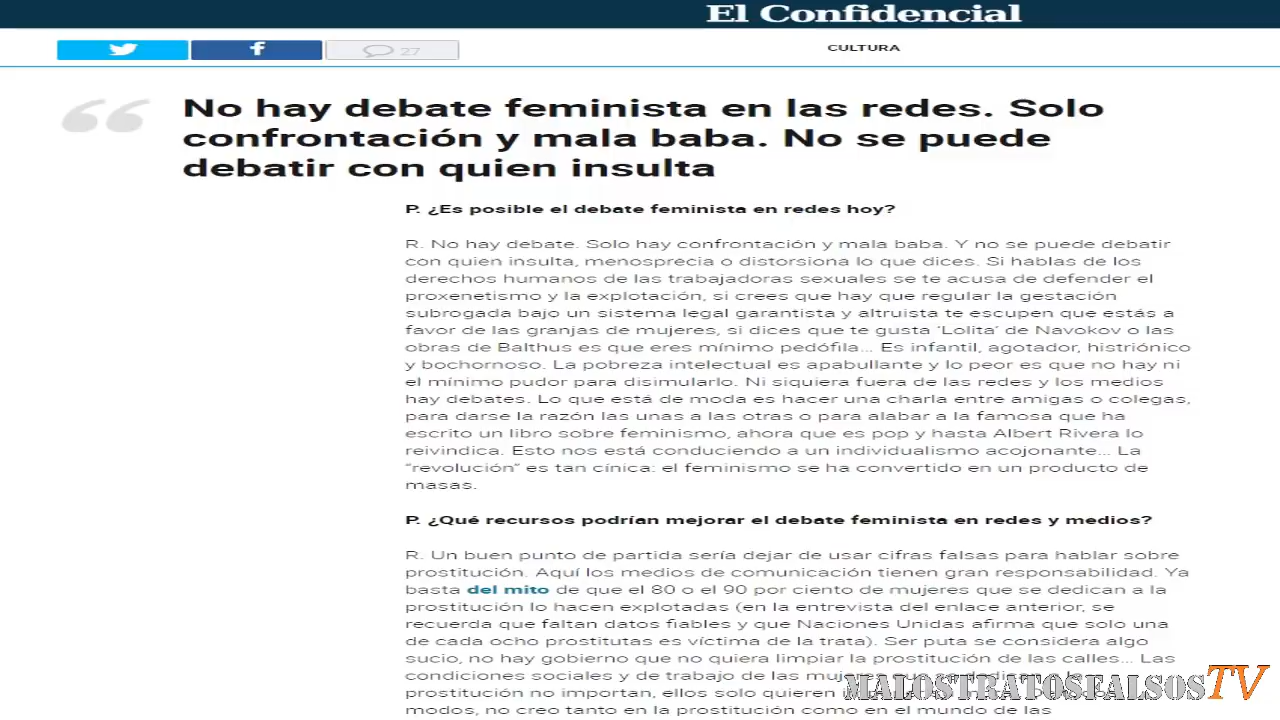 El Confidencial
27
CULTURA
“ No hay debate feminista en las redes. Solo
confrontación y mala baba. No se puede
debatir con quien insulta
P. ¿Es posible el debate feminista en redes hoy?
R. No hay debate. Solo hay confrontación y mala baba. Y no se puede debatir
con quien insulta, menosprecia o distorsiona lo que dices. Si hablas de los
derechos humanos de las trabajadoras sexuales se te acusa de defender el
proxenetismo y la explotación, si crees que hay que regular la gestación
subrogada bajo un sistema legal garantista y altruista te escupen que estás a
favor de las granjas de mujeres, si dices que te gusta 'Lolita' de Navokov o las
obras de Balthus es que eres mínimo pedófila... Es infantil, agotador, histriónico
y bochornoso. La pobreza intelectual es apabullante y lo peor es que no hay ni
el mínimo pudor para disimularlo. Ni siquiera fuera de las redes y los medios
hay debates. Lo que está de moda es hacer una charla entre amigas o colegas,
para darse la razón las unas a las otras o para alabar a la famosa que ha
escrito un libro sobre feminismo, ahora que es pop y hasta Albert Rivera lo
reivindica. Esto nos está conduciendo a un individualismo acojonante... La
“revolución” es tan cínica: el feminismo se ha convertido en un producto de
masas.
P. ¿Qué recursos podrían mejorar el debate feminista en redes y medios?
R. Un buen punto de partida sería dejar de usar cifras falsas para hablar sobre
prostitución. Aquí los medios de comunicación tienen gran responsabilidad. Ya
basta del mito de que el 80 o el 90 por ciento de mujeres que se dedican a la
prostitución lo hacen explotadas (en la entrevista del enlace anterior, se
recuerda que faltan datos fiables y que Naciones Unidas afirma que solo una
de cada ocho prostitutas es víctima de la trata). Ser puta se considera algo
sucio, no hay gobierno que no quiera limpiar la prostitución de las calles... Las
condiciones sociales y de trabajo de las
prostitución no importan, ellos solo quieren
modos, no creo tanto en la prostitución como en el mundo de las
MALOSTRATOSFALSOSTV